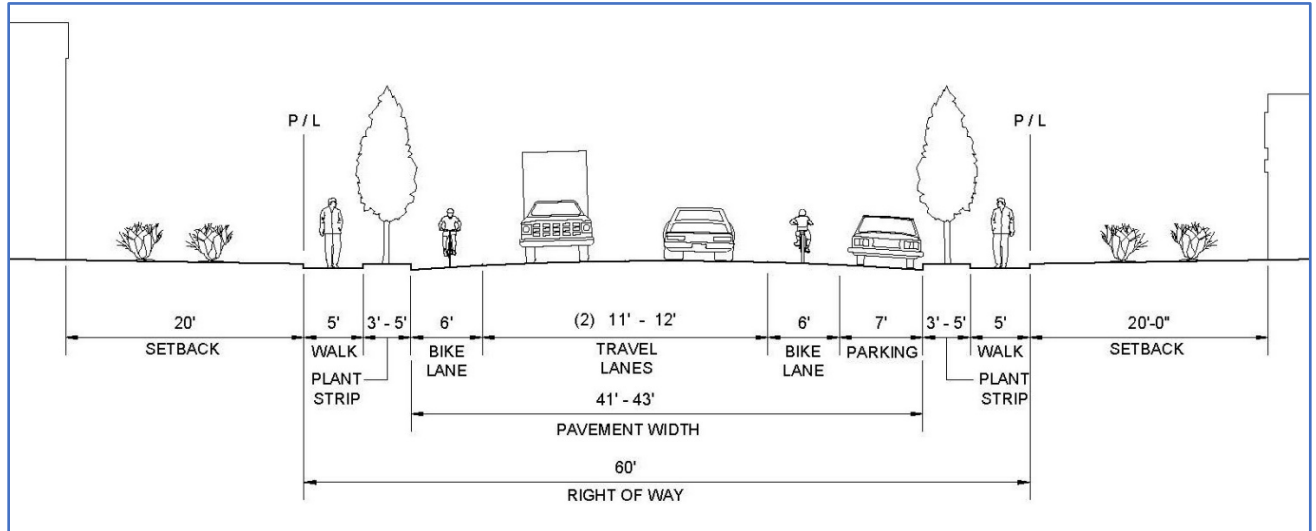 P / L
P / L
20'
5'
3' - 5'
6'
(2) 11' - 12'
6'
7'
3' - 5'
5'
20'-0"
SETBACK
WALK
BIKE
TRAVEL
BIKE
PARKING
WALK
SETBACK
LANE
LANES
LANE
PLANT
PLANT
STRIP
STRIP
41' - 43'
PAVEMENT WIDTH
60'
RIGHT OF WAY